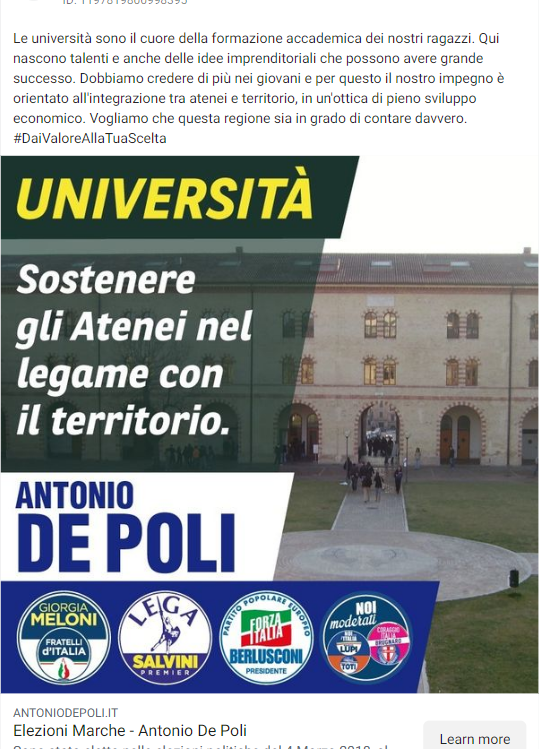 ID: 1197819800998395
Le università sono il cuore della formazione accademica dei nostri ragazzi. Qui
nascono talenti e anche delle idee imprenditoriali che possono avere grande
successo. Dobbiamo credere di più nei giovani e per questo il nostro impegno è
orientato all'integrazione tra atenei e territorio, in un'ottica di pieno sviluppo
economico. Vogliamo che questa regione sia in grado di contare davvero.
#DaiValoreAllaTuaScelta
UNIVERSITÀ
Sostenere
gli Atenei nel
legame con
il territorio.
ANTONIO
DE POLI
GIORGIA
MELONI
FRATELLI
d'ITALIA
LEGA
SALVINI
PREMIER
PARTITO POPOLARE EUROPEO
FORZA
ITALIA
BERLUSCONI
PRESIDENTE
NOI
moderati
LUPI
TOTI
CORAGGIO
ITALIA
BRUGNARO
ANTONIODEPOLI.IT
Elezioni Marche - Antonio De Poli
Learn more